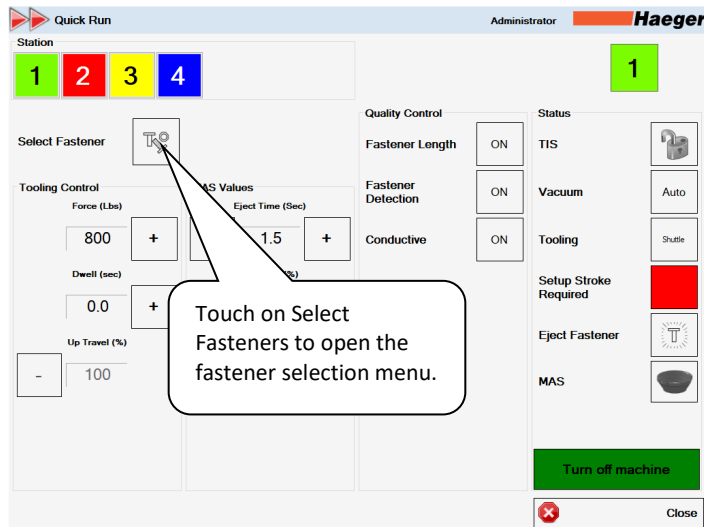 Quick Run
Administrator
Haeger
Station
1 2 3 4
1
Select Fastener
Tooling Control
Force (Lbs)
800 +
Dwell (sec)
0.0 +
Up Travel (%)
- 100
AS Values
Eject Time (Sec)
1.5 +
(%)
Touch on Select
Fasteners to open the
fastener selection menu.
Quality Control
Fastener Length ON
Fastener
Detection
ON
Conductive ON
Status
TIS
Vacuum Auto
Tooling Shuttle
Setup Stroke
Required
Eject Fastener
T
MAS
Turn off machine
Close